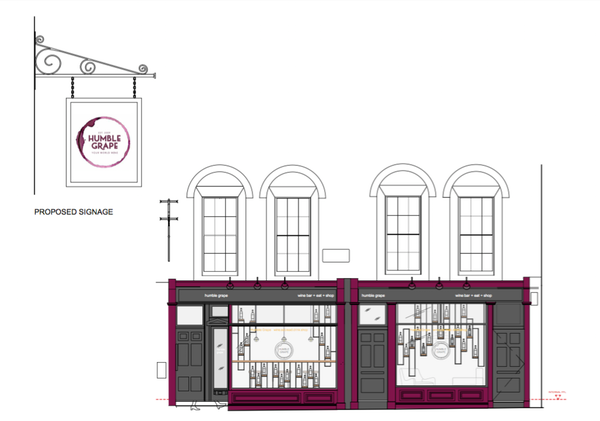 HUMBLE
GRAPE
PROPOSED SIGNAGE
humble grape
wine bar – eat – shop
humble grape
wine bar – eat – shop